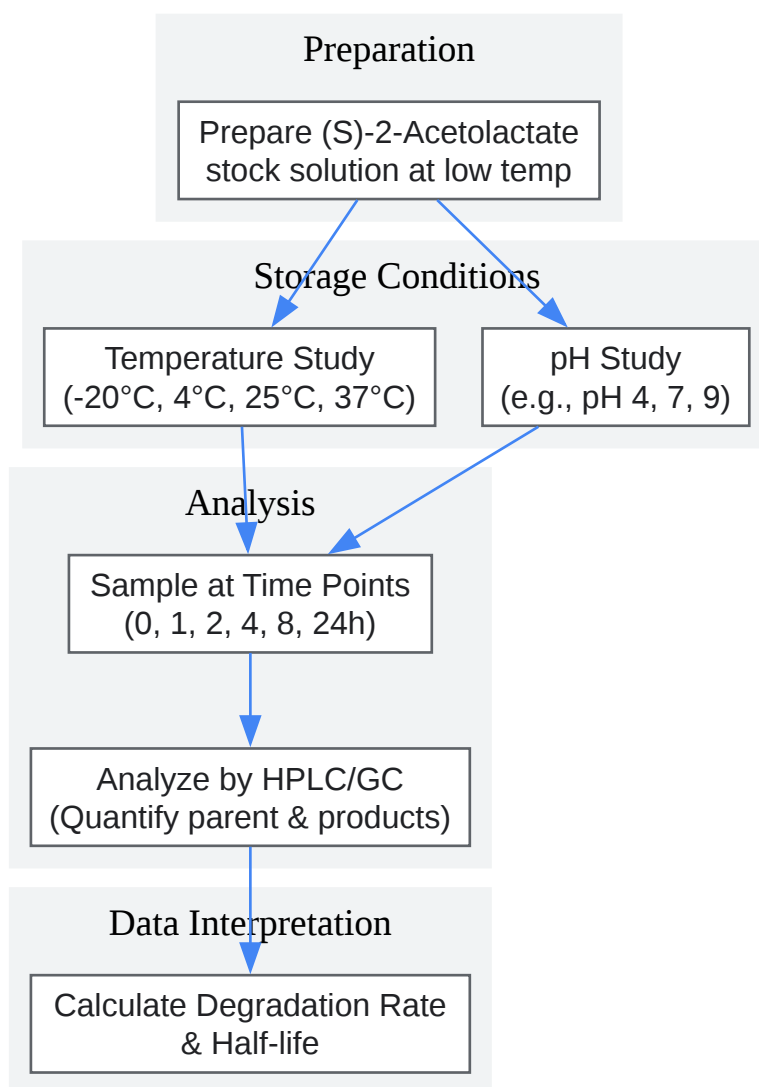 Preparation
Prepare (S)-2-Acetolactate
stock solution at low temp
Storage Conditions
Temperature Study
(-20°C, 4°C, 25°C, 37°C)
pH Study
(e.g., pH 4, 7, 9)
Analysis
Sample at Time Points
(0, 1, 2, 4, 8, 24h)
Analyze by HPLC/GC
(Quantify parent & products)
Data Interpretation
Calculate Degradation Rate
& Half-life